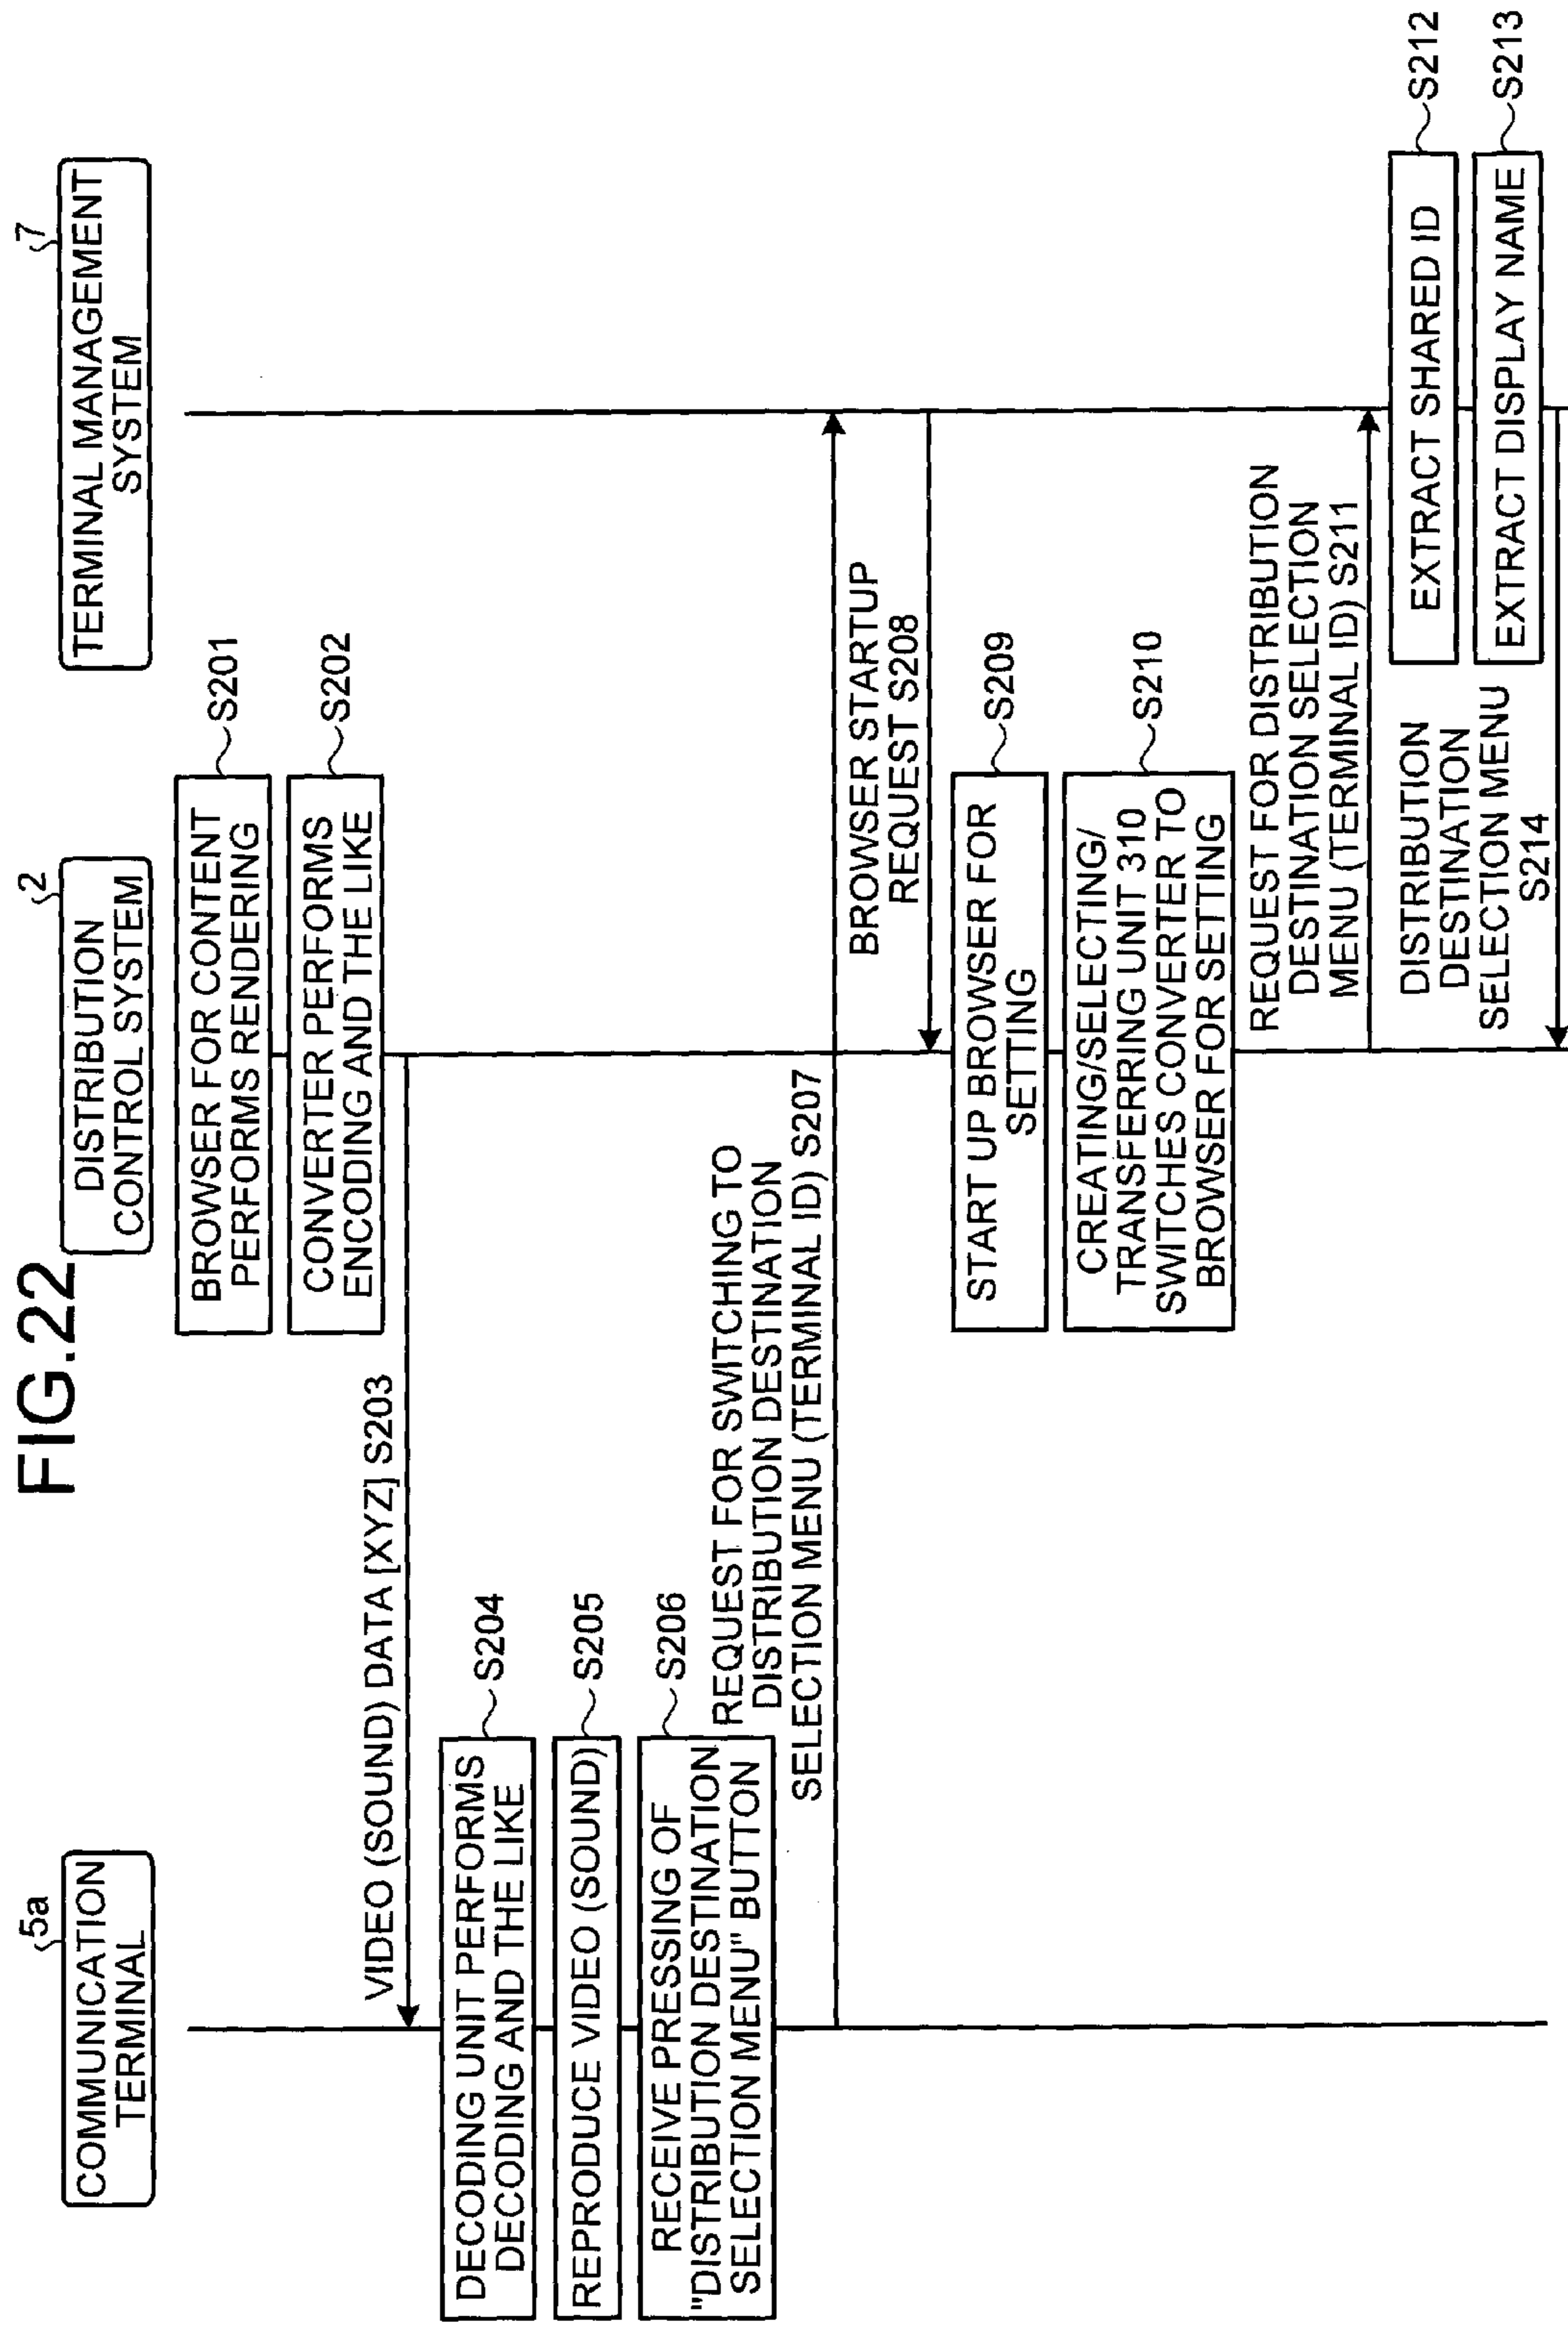 FIG.22
5a
COMMUNICATION
TERMINAL
2
DISTRIBUTION
CONTROL SYSTEM
7
TERMINAL MANAGEMENT
SYSTEM
BROWSER FOR CONTENT
PERFORMS RENDERING
S201
CONVERTER PERFORMS
ENCODING AND THE LIKE
S202
VIDEO (SOUND) DATA [XYZ] S203
DECODING UNIT PERFORMS
DECODING AND THE LIKE
S204
REPRODUCE VIDEO (SOUND)
S205
RECEIVE PRESSING OF
"DISTRIBUTION DESTINATION
SELECTION MENU" BUTTON
S206
REQUEST FOR SWITCHING TO
DISTRIBUTION DESTINATION
SELECTION MENU (TERMINAL ID) S207
BROWSER STARTUP
REQUEST S208
START UP BROWSER FOR
SETTING
S209
CREATING/SELECTING/
TRANSFERRING UNIT 310
SWITCHES CONVERTER TO
BROWSER FOR SETTING
S210
REQUEST FOR DISTRIBUTION
DESTINATION SELECTION
MENU (TERMINAL ID) S211
EXTRACT SHARED ID
S212
EXTRACT DISPLAY NAME
S213
DISTRIBUTION
DESTINATION
SELECTION MENU
S214